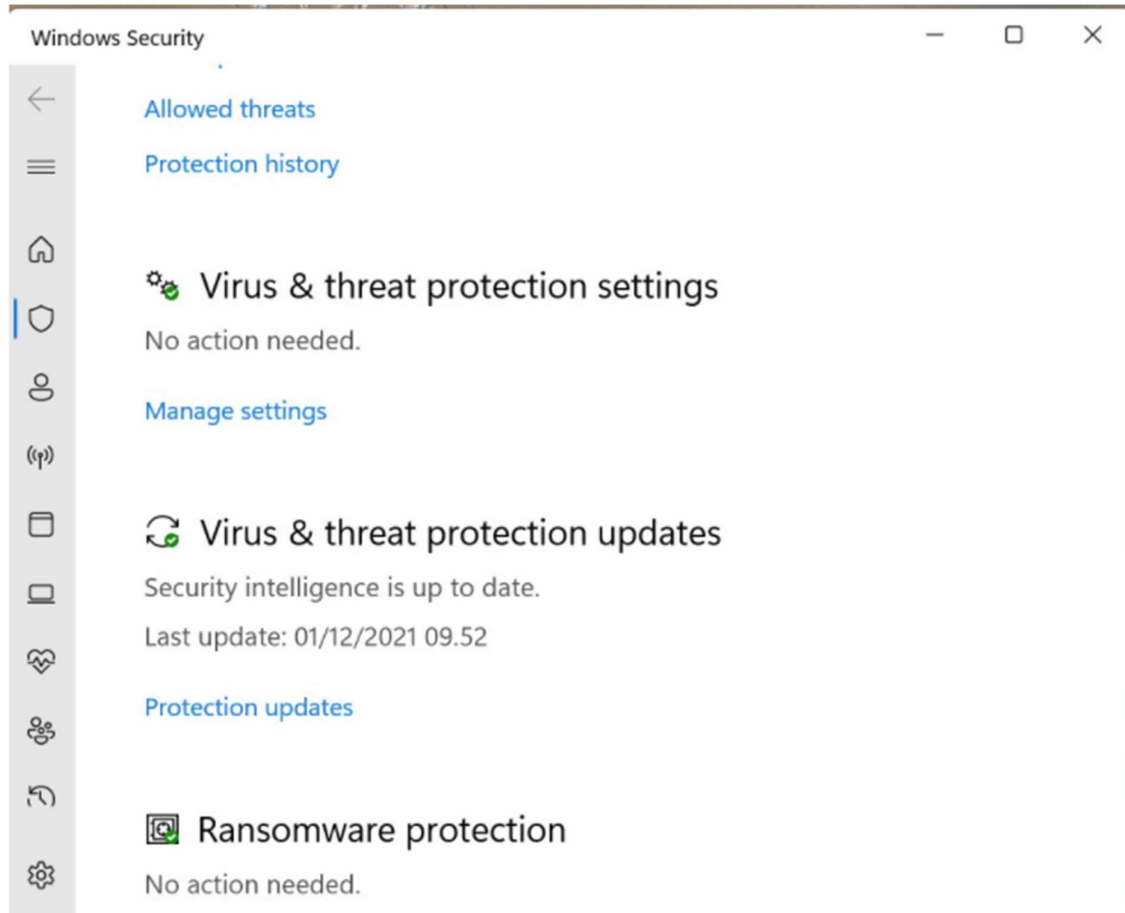 Windows Security
Allowed threats
Protection history
Virus & threat protection settings
No action needed.
Manage settings
Virus & threat protection updates
Security intelligence is up to date.
Last update: 01/12/2021 09.52
Protection updates
Ransomware protection
No action needed.